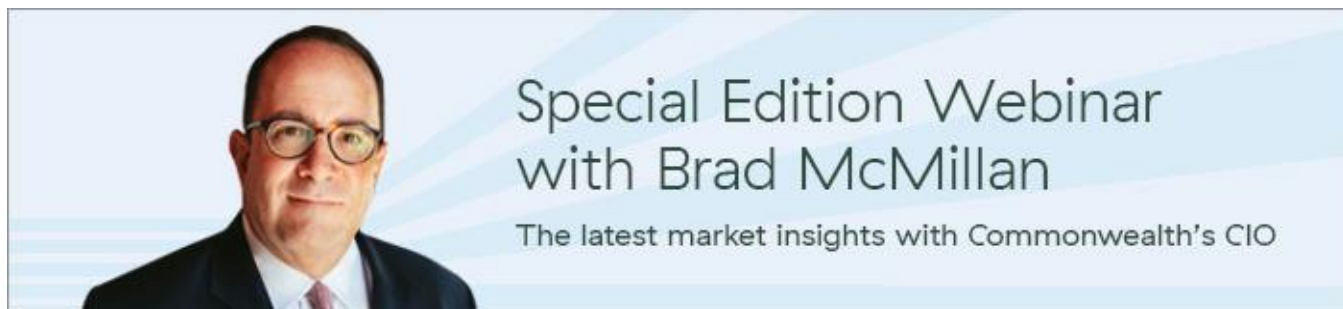 Special Edition Webinar
with Brad McMillan
The latest market insights with Commonwealth's CIO